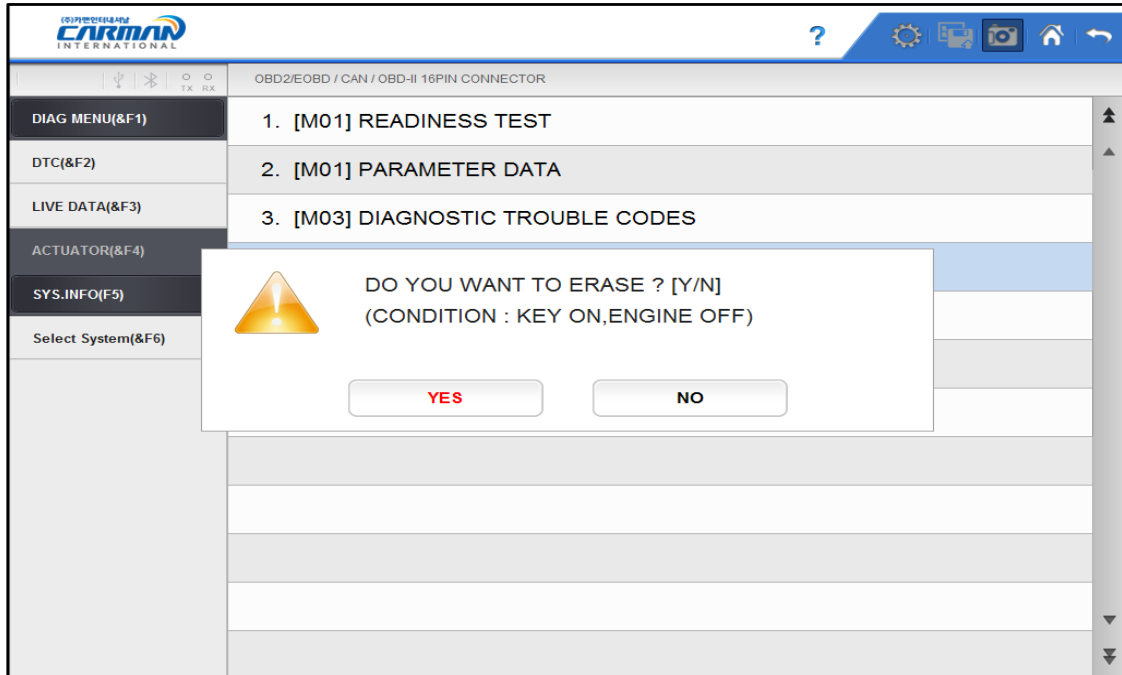 (주)카맨인터내셔날
CARMAN
INTERNATIONAL
?
TX RX
OBD2/EOBD / CAN / OBD-II 16PIN CONNECTOR
DIAG MENU(&F1)
DTC(&F2)
LIVE DATA(&F3)
ACTUATOR(&F4)
SYS.INFO(F5)
Select System(&F6)
1. [M01] READINESS TEST
2. [M01] PARAMETER DATA
3. [M03] DIAGNOSTIC TROUBLE CODES
DO YOU WANT TO ERASE ? [Y/N]
(CONDITION : KEY ON,ENGINE OFF)
YES
NO